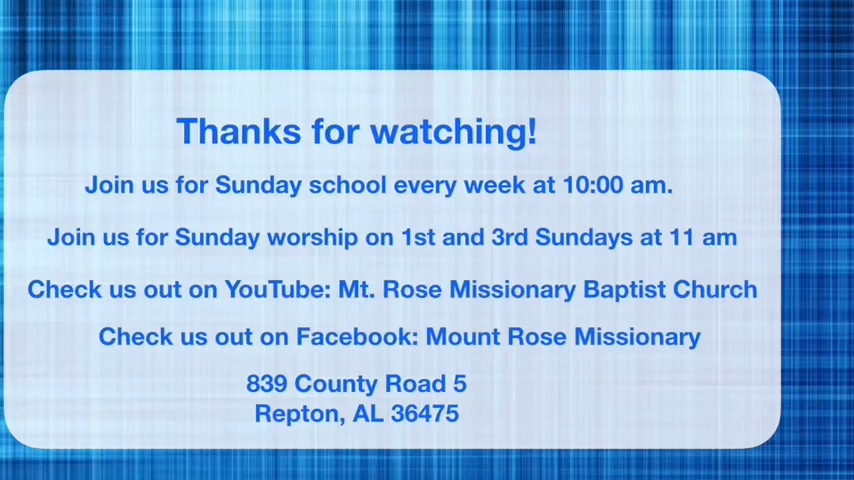 Thanks for watching!
Join us for Sunday school every week at 10:00 am.
Join us for Sunday worship on 1st and 3rd Sundays at 11 am
Check us out on YouTube: Mt. Rose Missionary Baptist Church
Check us out on Facebook: Mount Rose Missionary
839 County Road 5
Repton, AL 36475